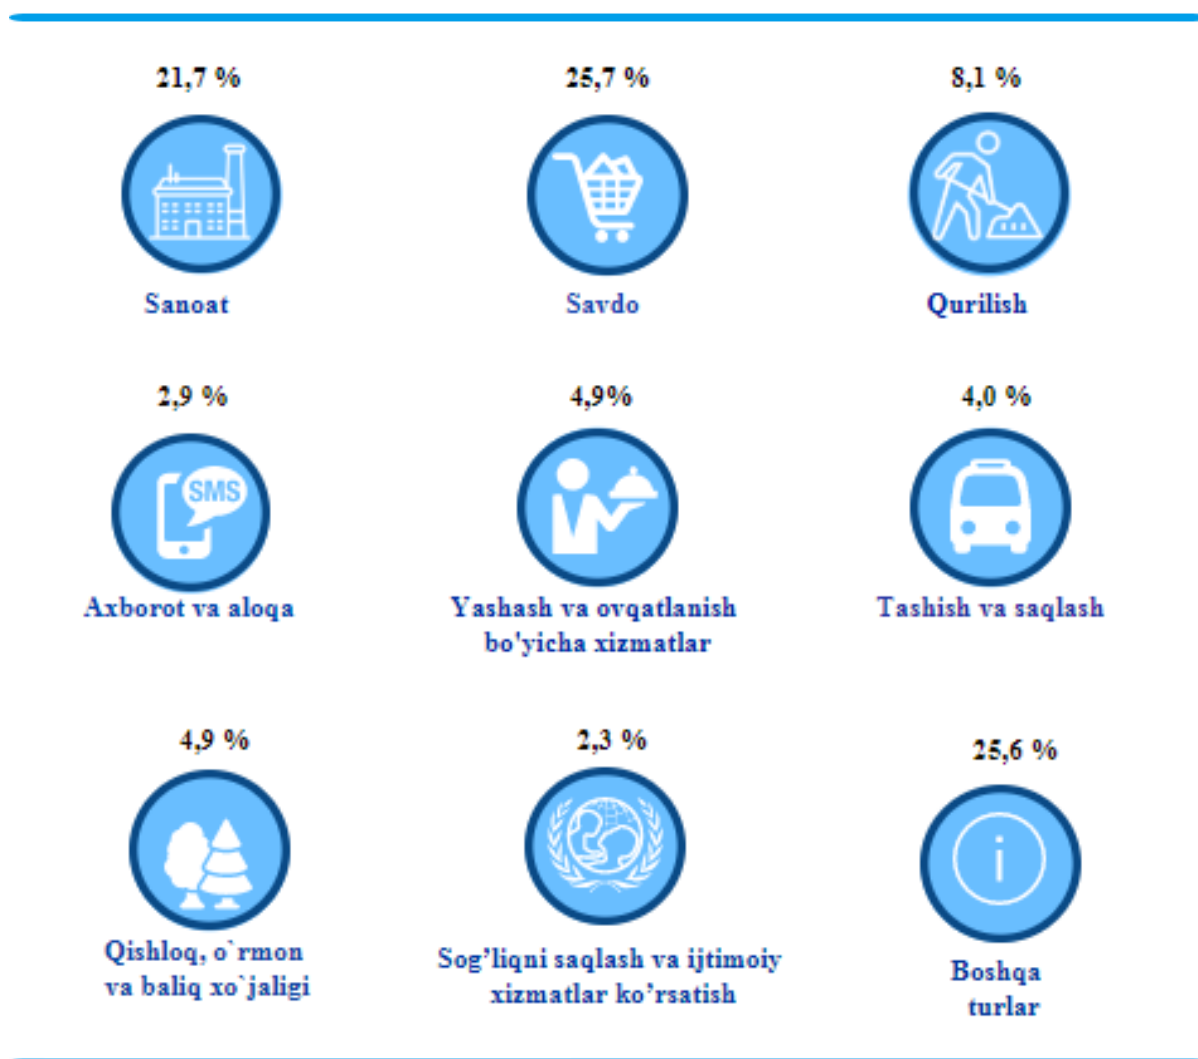 21,7 %
25,7 %
8,1 %
Sanoat
Savdo
Qurilish
2,9 %
4,9%
4,0 %
SMS
Axborot va aloqa
Yashash va ovqatlanish
bo'yicha xizmatlar
Tashish va saqlash
4,9 %
2,3 %
25,6 %
i
Qishloq, o`rmon
va baliq xo`jaligi
Sog’liqni saqlash va ijtimoiy
xizmatlar ko’rsatish
Boshqa
turlar